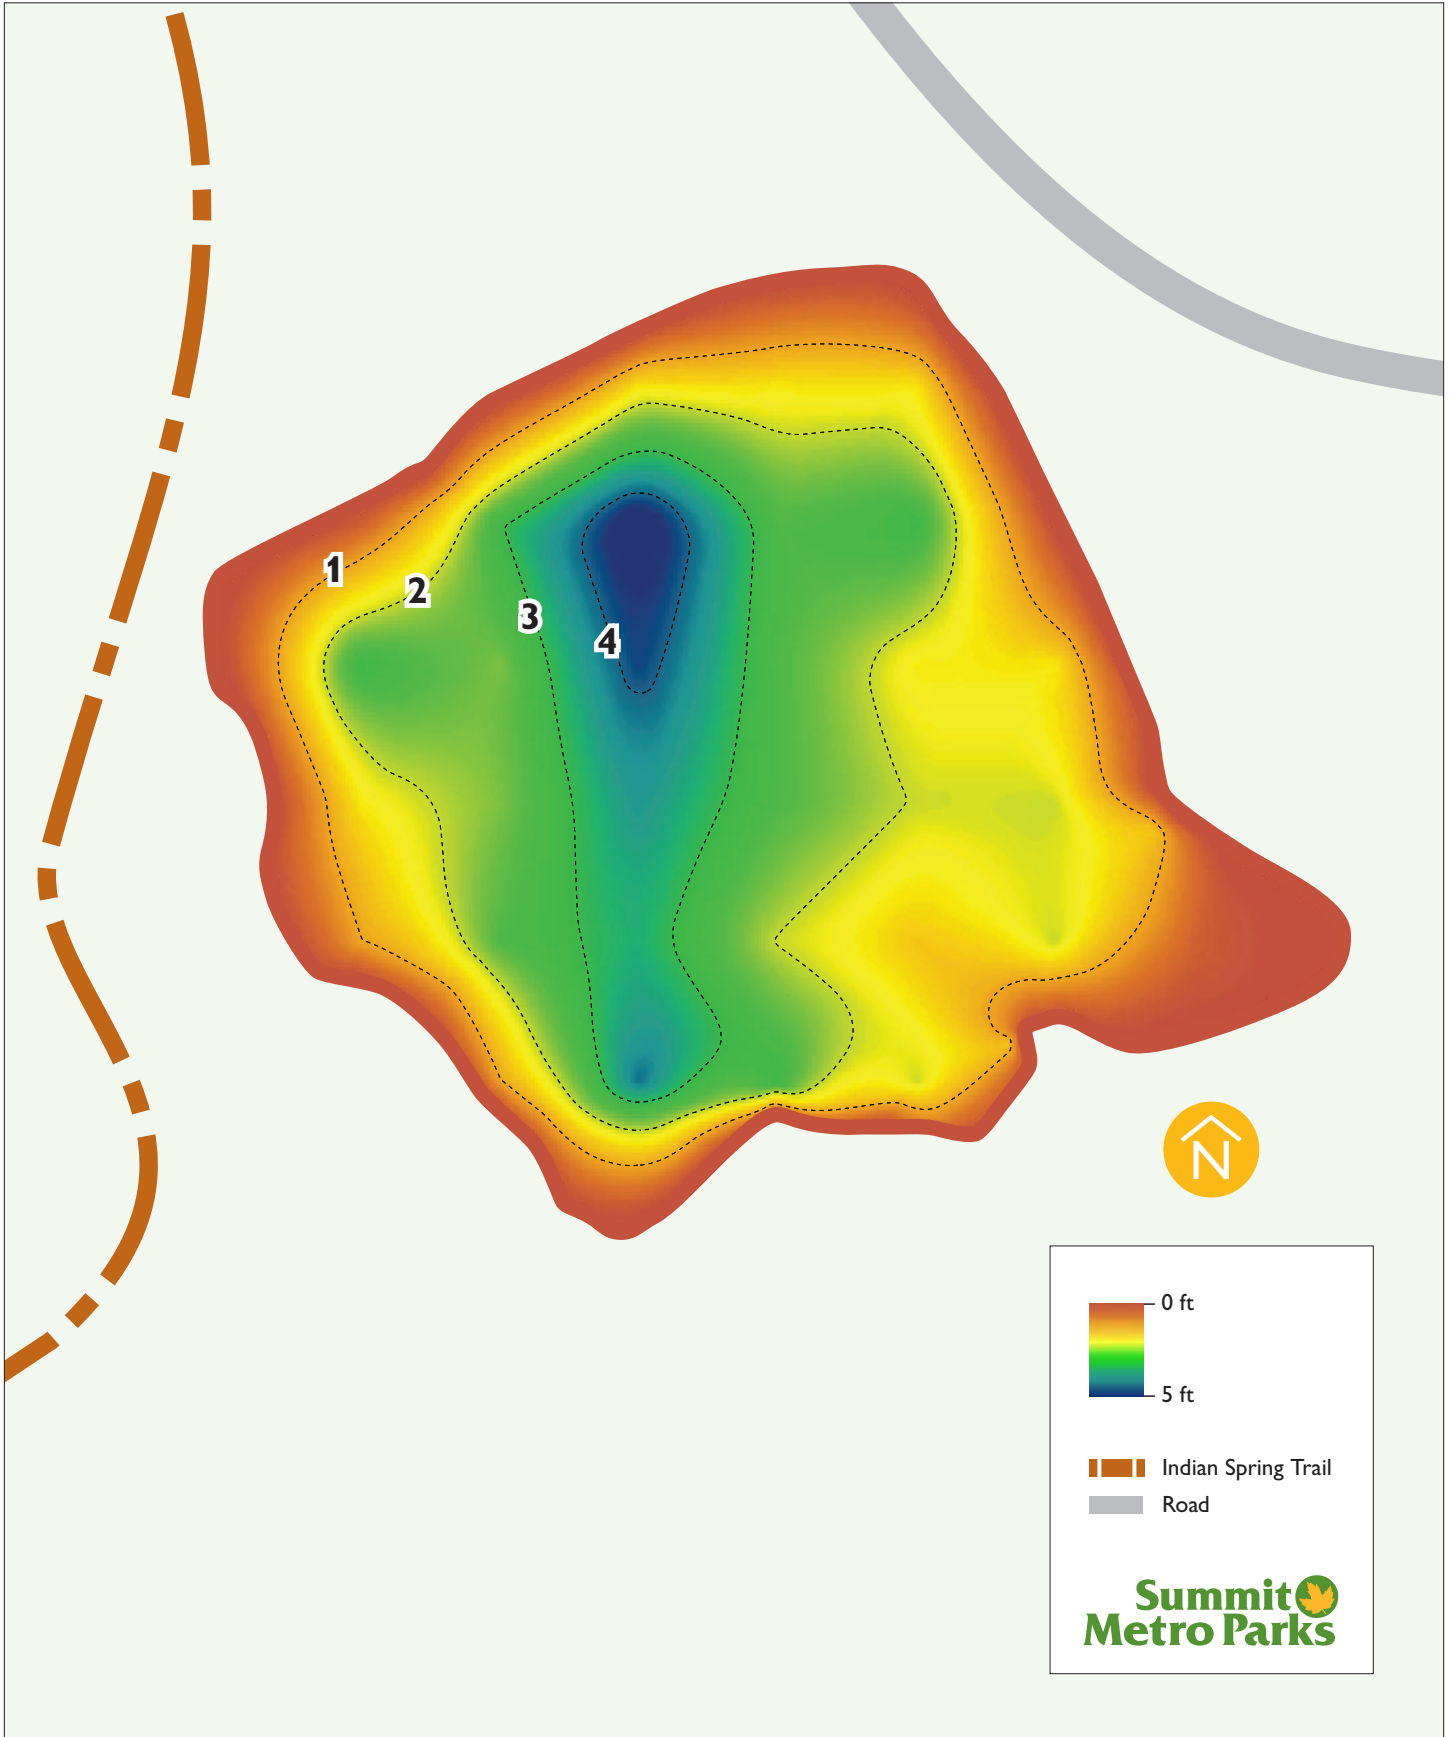 1
2
3
4
N
0 ft
5 ft
Indian Spring Trail
Road
Summit
Metro Parks